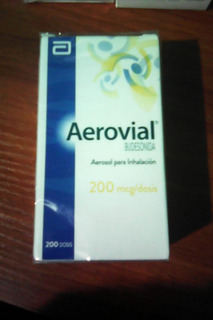 Aerovial®
BUDESONIDA
Aerosol para Inhalación
200 mcg/dosis
200 DOSIS